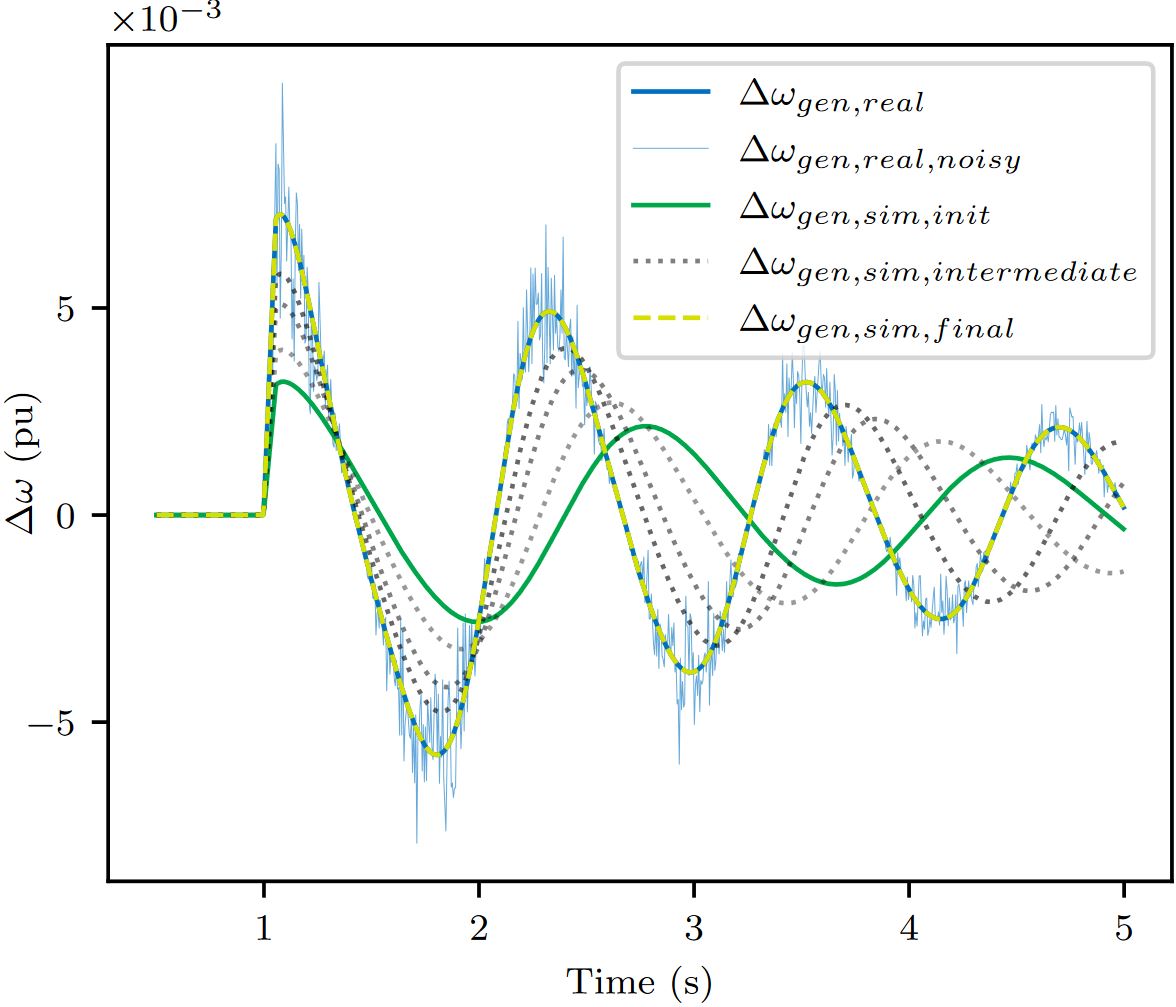 ×10⁻³
Δω_{gen,real}
Δω_{gen,real,noisy}
Δω_{gen,sim,init}
Δω_{gen,sim,intermediate}
Δω_{gen,sim,final}
5
0
−5
Δω (pu)
1 2 3 4 5
Time (s)